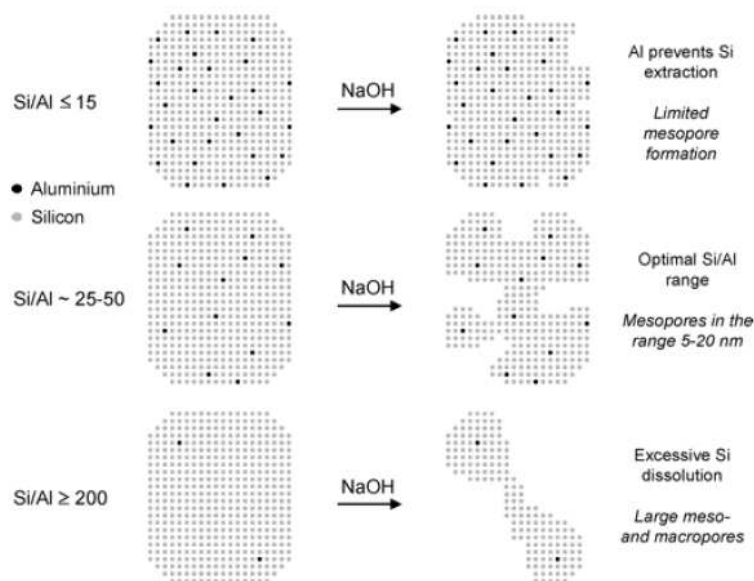 Si/Al ≤ 15
NaOH
Al prevents Si
extraction
Limited
mesopore
formation
Aluminium
Silicon
Si/Al ~ 25-50
NaOH
Optimal Si/Al
range
Mesopores in the
range 5-20 nm
Si/Al ≥ 200
NaOH
Excessive Si
dissolution
Large meso-
and macropores